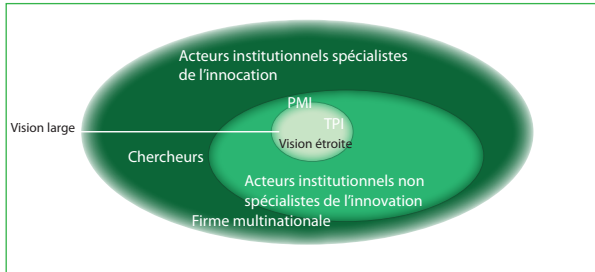 Acteurs institutionnels spécialistes
de l'innocation
PMI
TPI
Vision large
Vision étroite
Chercheurs
Acteurs institutionnels non
spécialistes de l'innovation
Firme multinationale